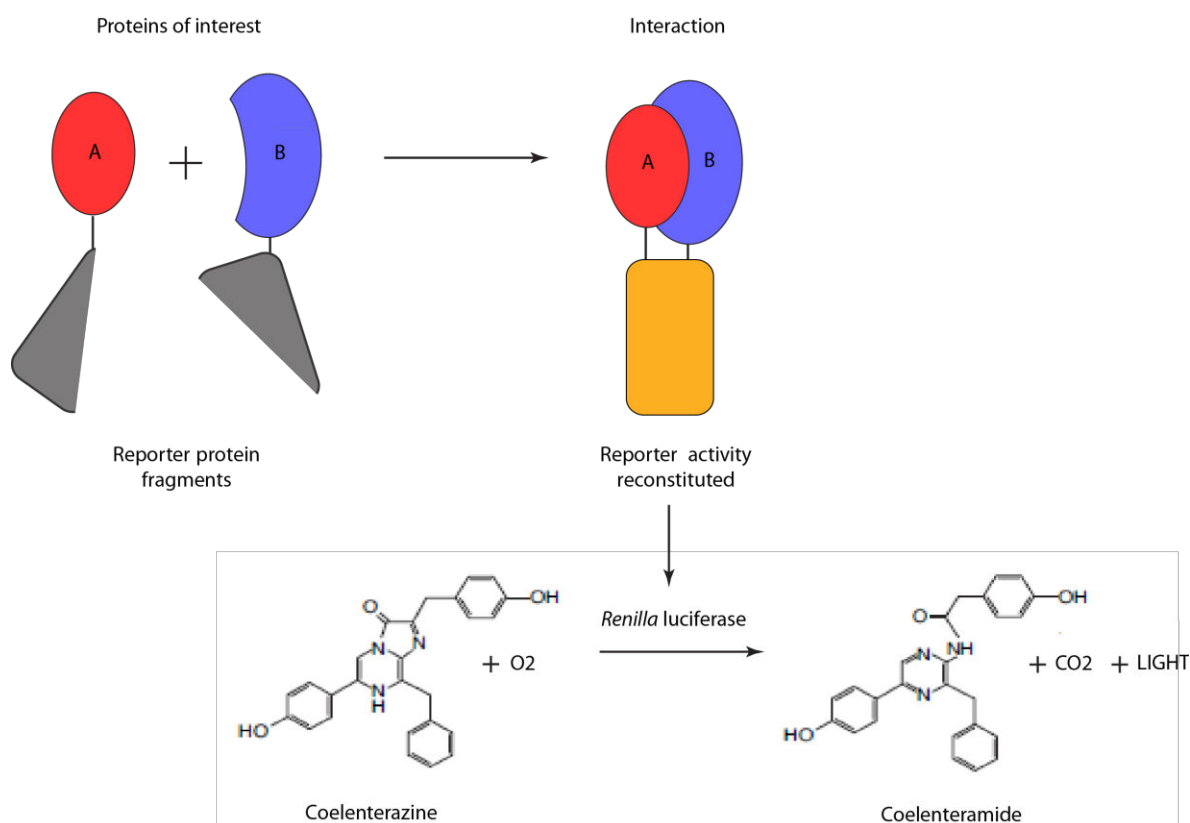 Proteins of interest
Interaction
A
+
B
A
B
Reporter protein
fragments
Reporter activity
reconstituted
O
OH
N
N
N
H
HO
+ O2
Renilla luciferase
O
OH
NH
N
N
HO
+ CO2 + LIGHT
Coelenterazine
Coelenteramide